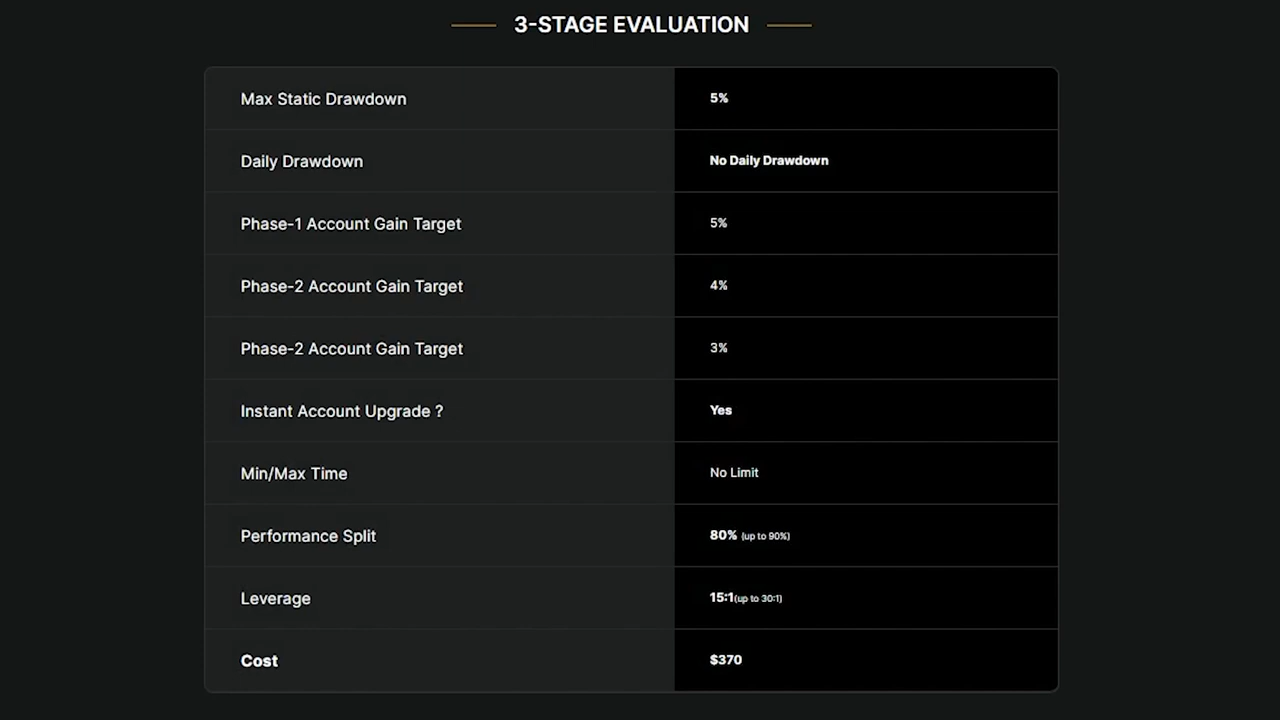 3-STAGE EVALUATION
Max Static Drawdown 5%
Daily Drawdown No Daily Drawdown
Phase-1 Account Gain Target 5%
Phase-2 Account Gain Target 4%
Phase-2 Account Gain Target 3%
Instant Account Upgrade ? Yes
Min/Max Time No Limit
Performance Split 80% (up to 90%)
Leverage 15:1(up to 30:1)
Cost $370